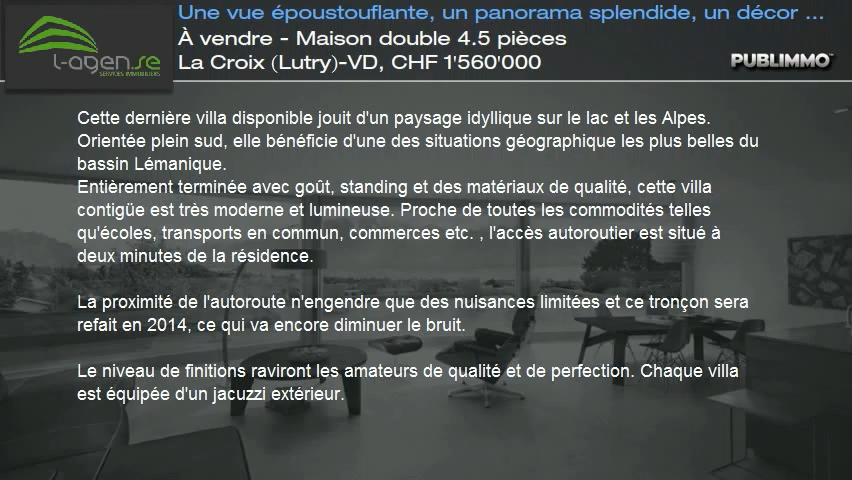 Une vue époustouflante, un panorama splendide, un décor ...
À vendre - Maison double 4.5 pièces
La Croix (Lutry)-VD, CHF 1'560'000
L-agen.se
SERVICES IMMOBILIERS
PUBLIMMO
Cette dernière villa disponible jouit d'un paysage idyllique sur le lac et les Alpes.
Orientée plein sud, elle bénéficie d'une des situations géographique les plus belles du
bassin Lémanique.
Entièrement terminée avec goût, standing et des matériaux de qualité, cette villa
contigüe est très moderne et lumineuse. Proche de toutes les commodités telles
qu'écoles, transports en commun, commerces etc. , l'accès autoroutier est situé à
deux minutes de la résidence.
La proximité de l'autoroute n'engendre que des nuisances limitées et ce tronçon sera
refait en 2014, ce qui va encore diminuer le bruit.
Le niveau de finitions raviront les amateurs de qualité et de perfection. Chaque villa
est équipée d'un jacuzzi extérieur.